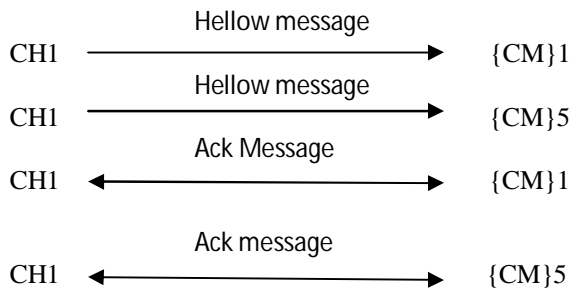 Hellow message
CH1 {CM}1
Hellow message
CH1 {CM}5
Ack Message
CH1 {CM}1
Ack message
CH1 {CM}5